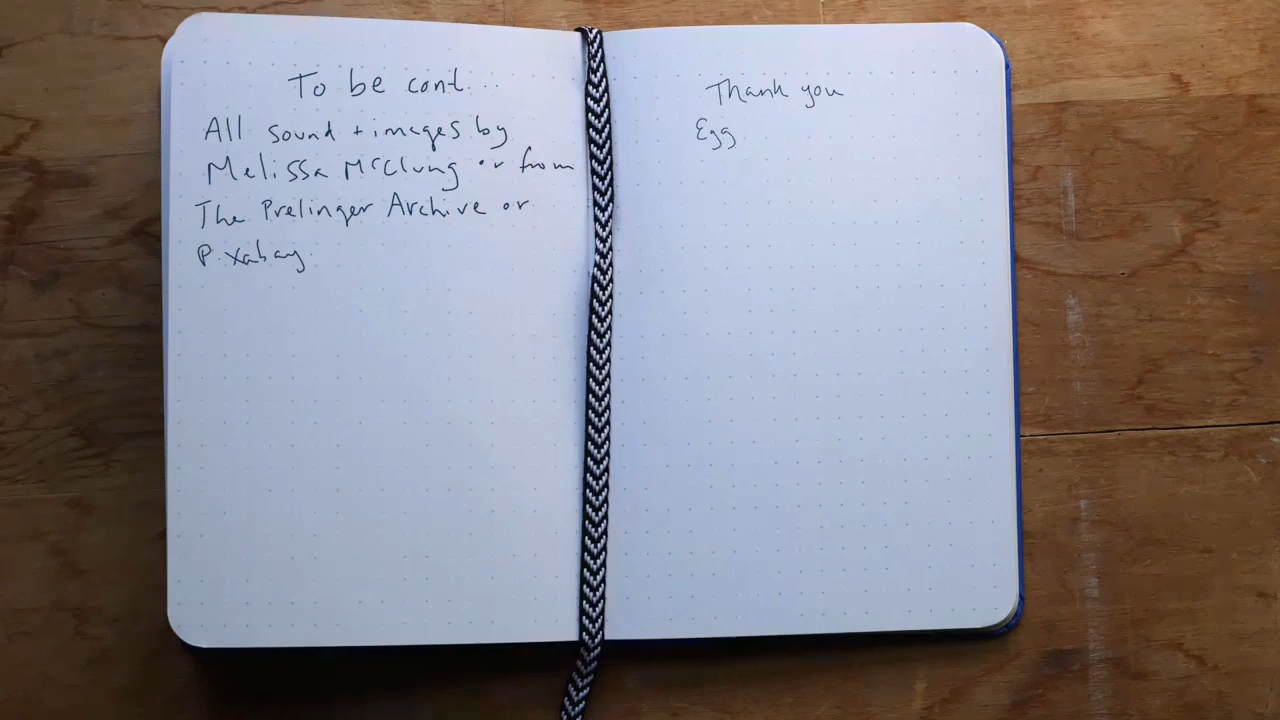 To be cont...
All sound + images by
Melissa McClung or from
The Prelinger Archive or
Pixabay.
Thank you
Egg